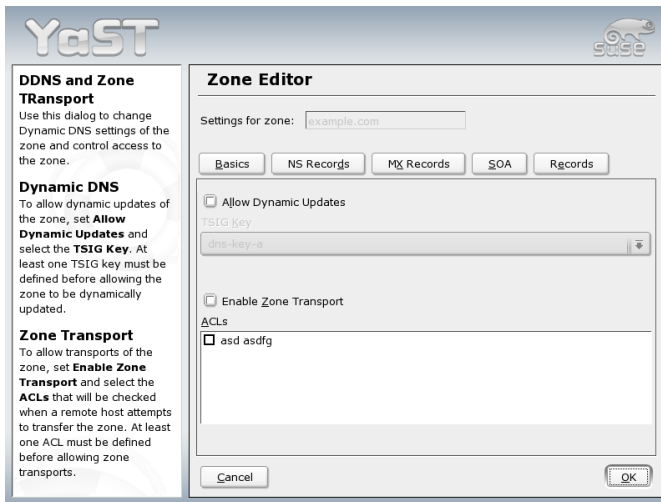 YaST
suse
DDNS and Zone
TRansport
Use this dialog to change
Dynamic DNS settings of the
zone and control access to
the zone.
Dynamic DNS
To allow dynamic updates of
the zone, set Allow
Dynamic Updates and
select the TSIG Key. At
least one TSIG key must be
defined before allowing the
zone to be dynamically
updated.
Zone Transport
To allow transports of the
zone, set Enable Zone
Transport and select the
ACLs that will be checked
when a remote host attempts
to transfer the zone. At least
one ACL must be defined
before allowing zone
transports.
Zone Editor
Settings for zone: example.com
Basics NS Records MX Records SOA Records
Allow Dynamic Updates
TSIG Key
dns-key-a
Enable Zone Transport
ACLs
asd asdfg
Cancel OK